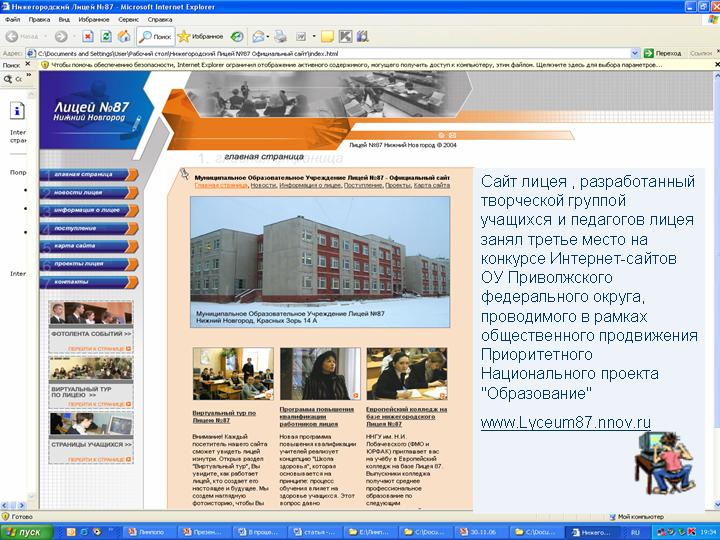 Нижегородский Лицей №87 - Microsoft Internet Explorer
Файл Правка Вид Избранное Сервис Справка
Назад Поиск Избранное
Адрес: C:\Documents and Settings\User\Рабочий стол\Нижегородский Лицей №87 Официальный сайт\index.html Переход Ссылки
Поиск
Чтобы помочь обеспечению безопасности, Internet Explorer ограничил отображение активного содержимого, могущего получить доступ к компьютеру, этим файлом. Щелкните здесь для выбора параметров...
Лицей №87
Нижний Новгород
Лицей №87 Нижний Новгород © 2004
главная страница
Муниципальное Образовательное Учреждение Лицей №87 - Официальный сайт
Главная страница, Новости, Информация о лицее, Поступление, Проекты, Карта сайта
главная страница
новости лицея
информация о лицее
поступление
карта сайта
проекты лицея
контакты
ФОТОЛЕНТА СОБЫТИЙ >>
ПЕРЕЙТИ К СТРАНИЦЕ
ВИРТУАЛЬНЫЙ ТУР
ПО ЛИЦЕЮ >>
ПЕРЕЙТИ К СТРАНИЦЕ
СТРАНИЦЫ УЧАЩИХСЯ >>
ПЕРЕЙТИ К СТРАНИЦЕ
Муниципальное Образовательное Учреждение Лицей №87
Нижний Новгород, Красных Зорь 14 А
Виртуальный тур по
Лицею №87
Внимание! Каждый
посетитель нашего сайта
сможет увидеть лицей
изнутри. Открыв раздел
"Виртуальный тур", Вы
увидите, как работает
лицей, кто создает его
настоящее и будущее. Мы
создаем наглядную
фотоисторию, чтобы Вы
Программа повышения
квалификации
работников лицея
Новая программа
повышения квалификации
учителей реализует
концепцию "Школа
здоровья", которая
основывается на
принципе: процесс
обучения влияет на
здоровье учащихся. Этот
вопрос давно
Европейский колледж на
базе нижегородского
Лицея №87
ННГУ им. Н.И.
Лобачевского (ФМО и
ЮРФАК) приглашает вас
на учёбу в Европейский
колледж на базе Лицея 87.
Выпускники колледжа
получают среднее
профессиональное
образование по
следующим
Сайт лицея , разработанный
творческой группой
учащихся и педагогов лицея
занял третье место на
конкурсе Интернет-сайтов
ОУ Приволжского
федерального округа,
проводимого в рамках
общественного продвижения
Приоритетного
Национального проекта
"Образование"
www.Lyceum87.nnov.ru
Готово Мой компьютер
пуск Линпопо Презен... В проце... статья -... E:\Лимп... C:\Docu... 30.11.06 C:\Docu... Нижего... RU 19:34